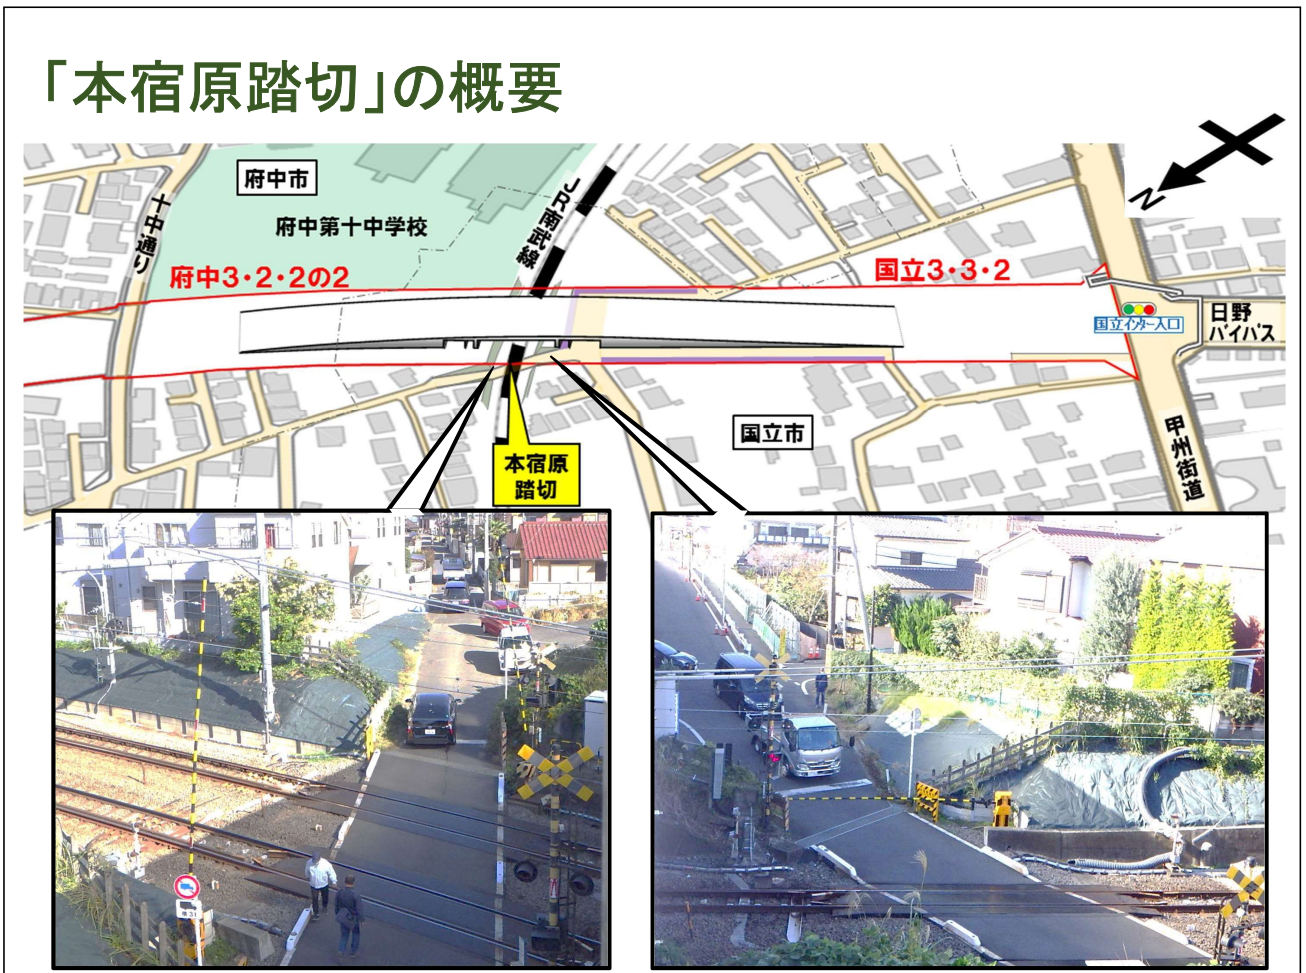 「本宿原踏切」の概要
府中市
十中通り
府中第十中学校
JR南武線
府中3・2・2の2
国立3・3・2
N
国立インター入口
日野
バイパス
本宿原
踏切
国立市
甲州街道